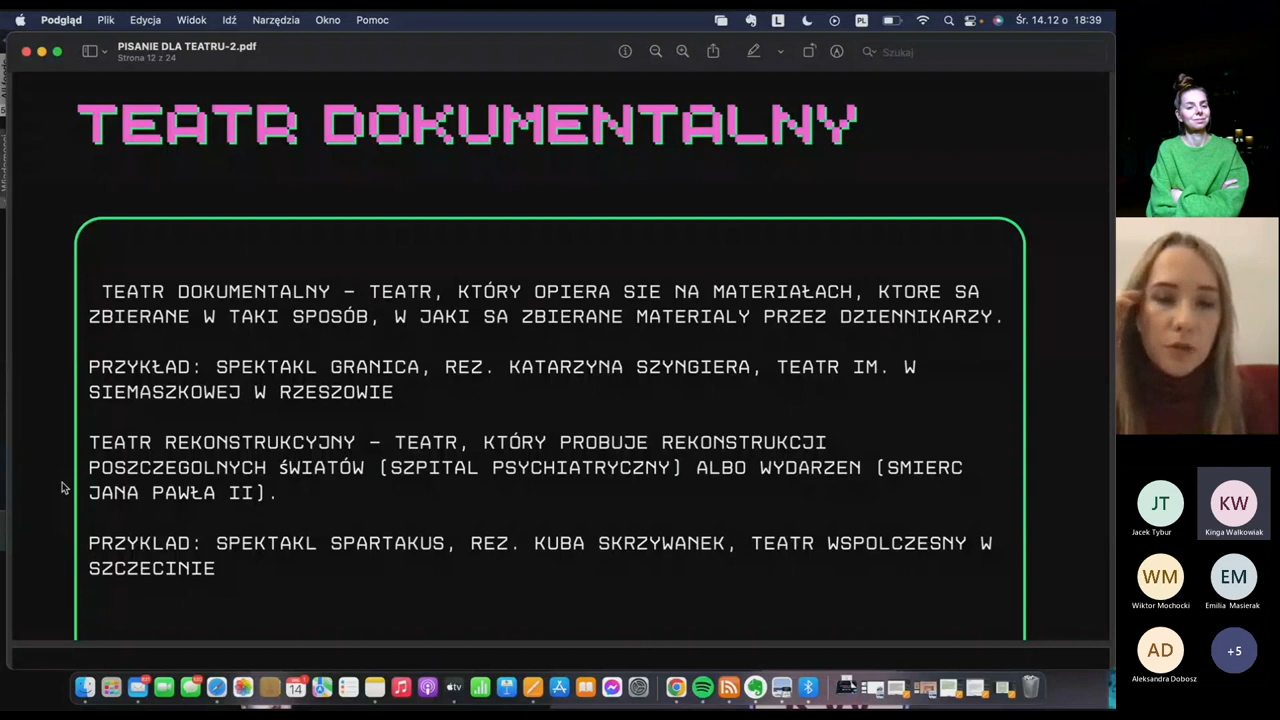 Podgląd Plik Edycja Widok Idź Narzędzia Okno Pomoc
PL
Śr. 14.12 o 18:39
PISANIE DLA TEATRU-2.pdf
Strona 12 z 24
Szukaj
TEATR DOKUMENTALNY
TEATR DOKUMENTALNY – TEATR, KTÓRY OPIERA SIE NA MATERIAŁACH, KTORE SA
ZBIERANE W TAKI SPOSÓB, W JAKI SA ZBIERANE MATERIALY PRZEZ DZIENNIKARZY.
PRZYKŁAD: SPEKTAKL GRANICA, REZ. KATARZYNA SZYNGIERA, TEATR IM. W
SIEMASZKOWEJ W RZESZOWIE
TEATR REKONSTRUKCYJNY – TEATR, KTÓRY PROBUJE REKONSTRUKCJI
POSZCZEGOLNYCH ŚWIATÓW (SZPITAL PSYCHIATRYCZNY) ALBO WYDARZEN (SMIERC
JANA PAWŁA II).
PRZYKLAD: SPEKTAKL SPARTAKUS, REZ. KUBA SKRZYWANEK, TEATR WSPOLCZESNY W
SZCZECINIE
JT
Jacek Tybur
KW
Kinga Walkowiak
WM
Wiktor Mochocki
EM
Emilia Masierak
AD
Aleksandra Dobosz
+5
14
tv